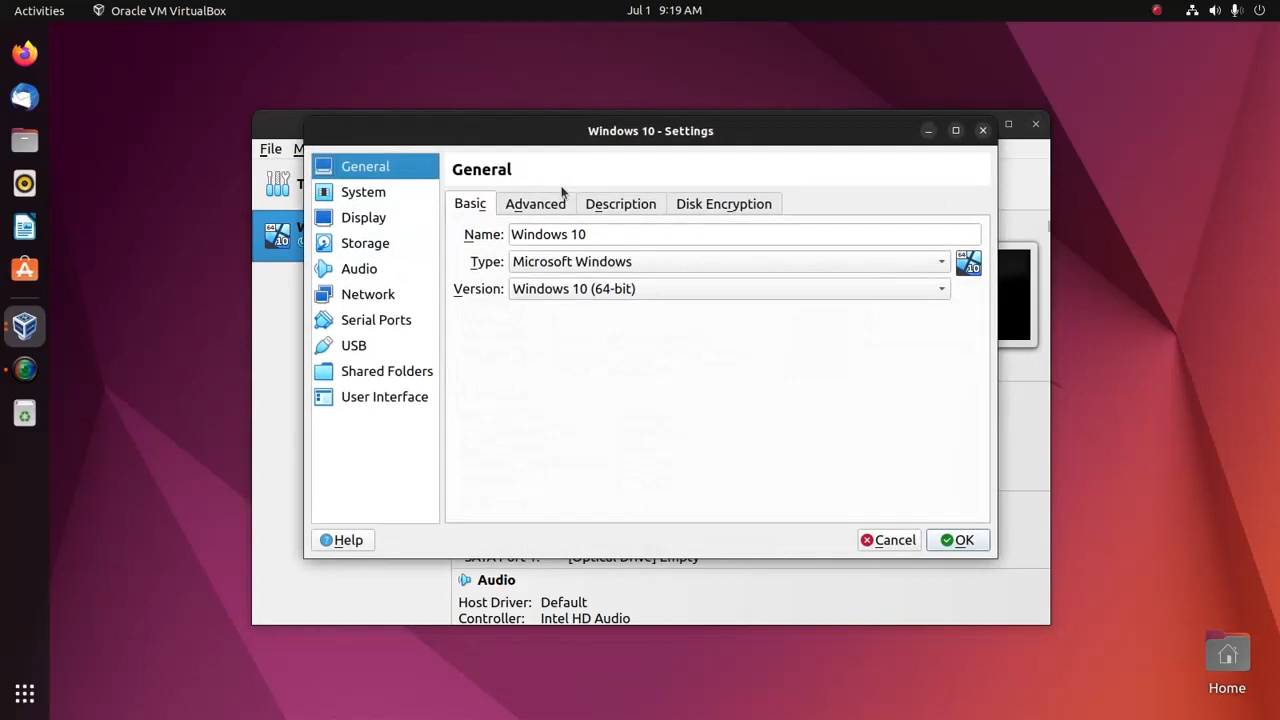 Activities Oracle VM VirtualBox Jul 1 9:19 AM
Windows 10 - Settings
File M
General General
System Basic Advanced Description Disk Encryption
Display Name: Windows 10
Storage Type: Microsoft Windows
Audio Version: Windows 10 (64-bit)
Network
Serial Ports
USB
Shared Folders
User Interface
Help Cancel OK
Audio
Host Driver: Default
Controller: Intel HD Audio
Home